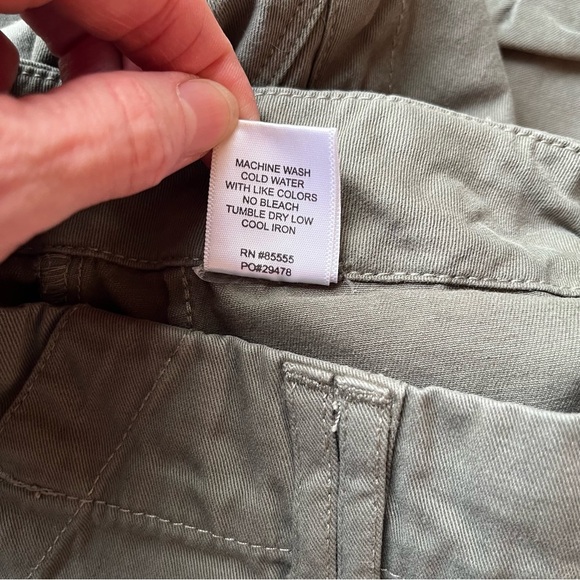 MACHINE WASH
COLD WATER
WITH LIKE COLORS
NO BLEACH
TUMBLE DRY LOW
COOL IRON
RN #85555
PO#29478